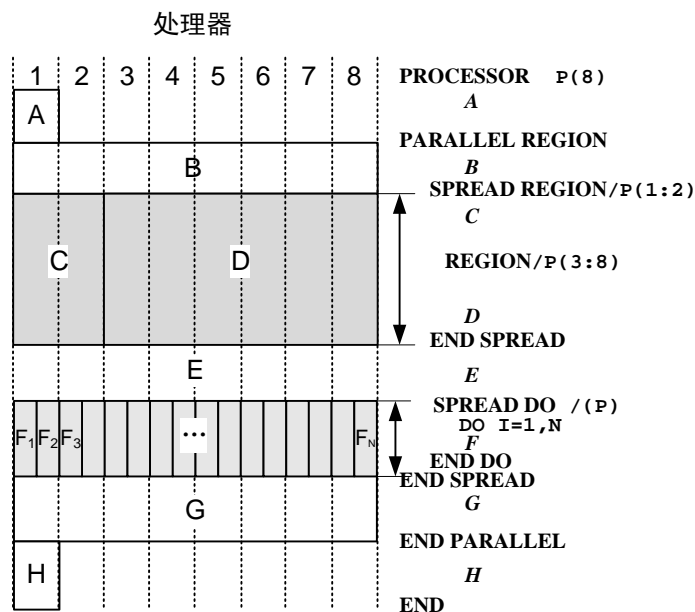 处理器
1 2 3 4 5 6 7 8 PROCESSOR P(8)
A A
PARALLEL REGION
B B
SPREAD REGION/P(1:2)
C
C D REGION/P(3:8)
D
END SPREAD
E E
SPREAD DO /(P)
DO I=1,N
F₁ F₂ F₃ … F_N F
END DO
END SPREAD
G G
END PARALLEL
H H
END